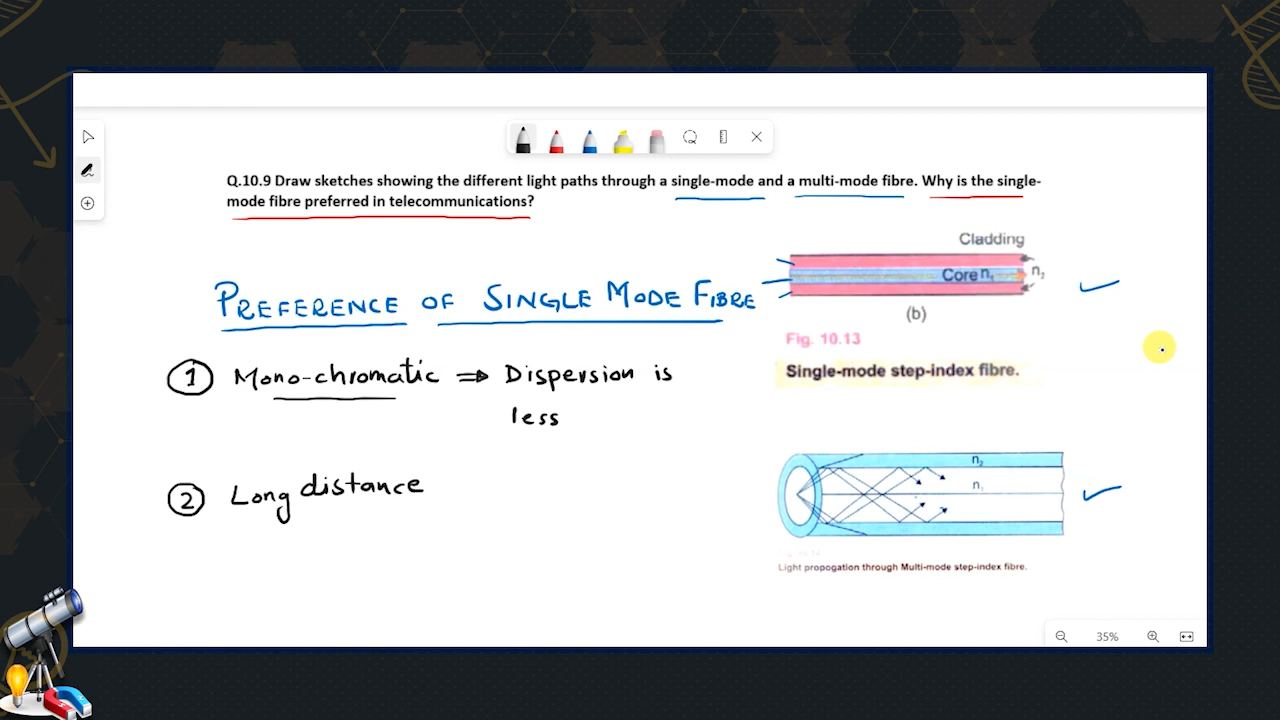 Q.10.9 Draw sketches showing the different light paths through a single-mode and a multi-mode fibre. Why is the single-
mode fibre preferred in telecommunications?
Cladding
Core n₁
n₂
(b)
Fig. 10.13
Single-mode step-index fibre.
PREFERENCE OF SINGLE MODE FIBRE
① Mono-chromatic ⇒ Dispersion is
less
② Long distance
n₂
n₁
Light propogation through Multi-mode step-index fibre.
35%